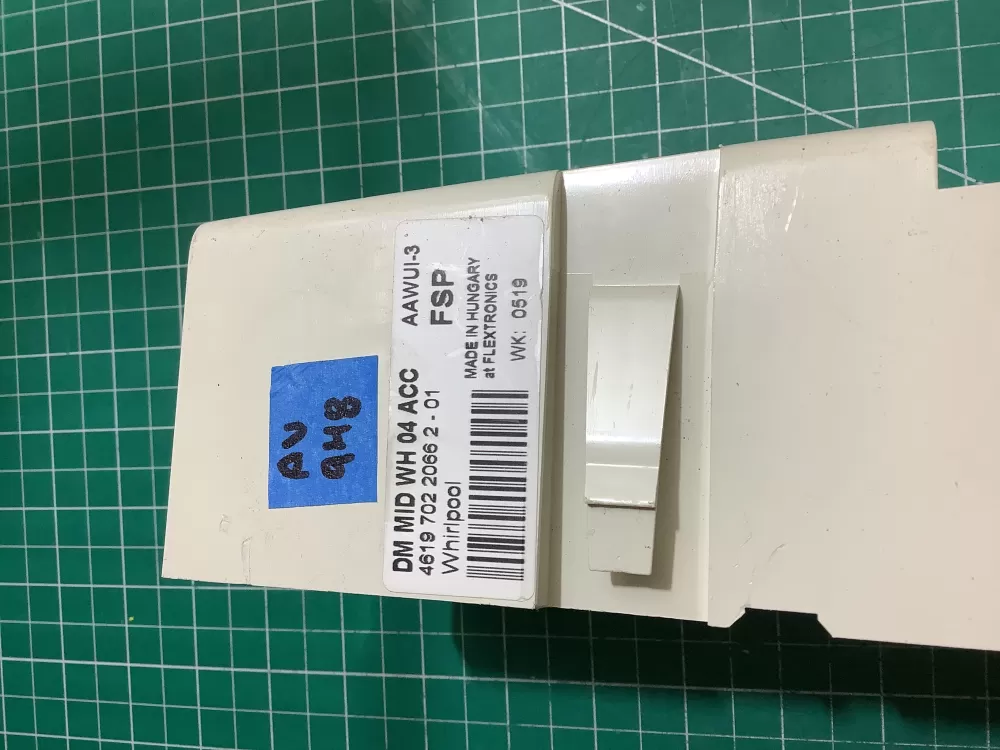 AV
948
DM MID WH 04 ACC
AAWUI-3
4619 702 2066 2 - 01
FSP
Whirlpool
MADE IN HUNGARY
at FLEXTRONICS
WK: 0519